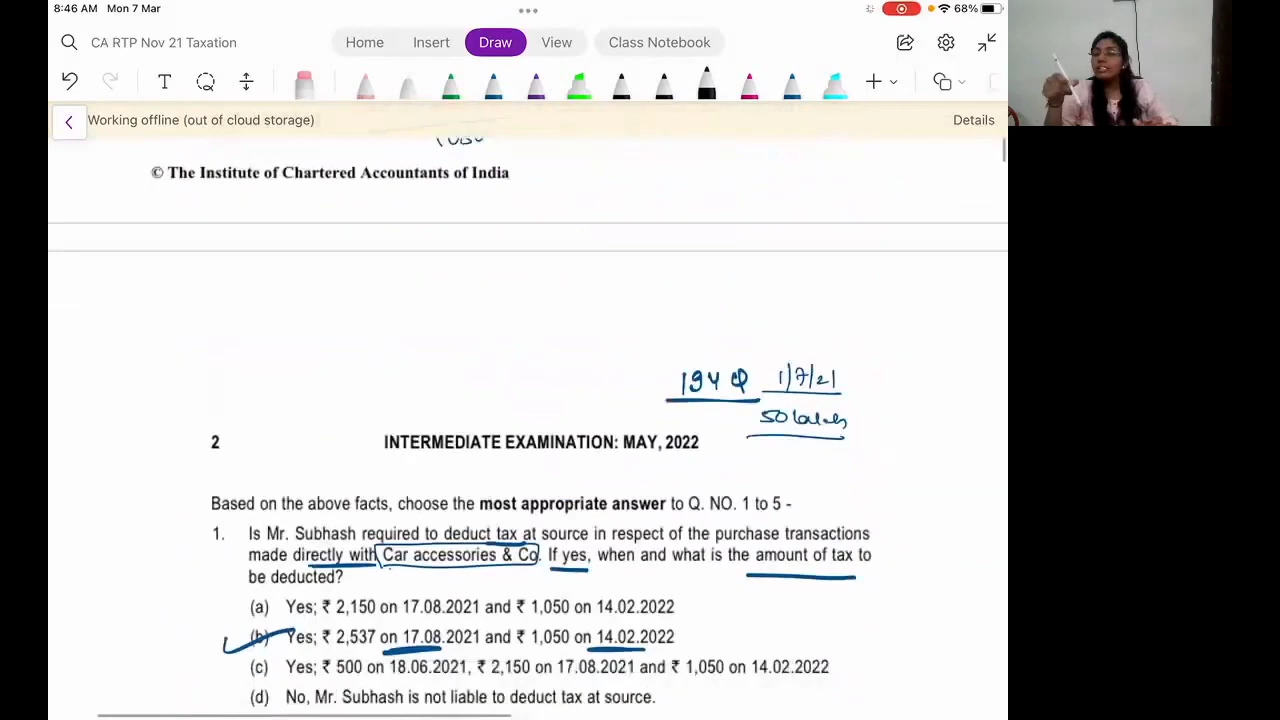 8:46 AM Mon 7 Mar
68%
CA RTP Nov 21 Taxation
Home Insert Draw View Class Notebook
T
Working offline (out of cloud storage)
Details
© The Institute of Chartered Accountants of India
194 Q 1/7/21
50 lakhs
2 INTERMEDIATE EXAMINATION: MAY, 2022
Based on the above facts, choose the most appropriate answer to Q. NO. 1 to 5 -
1. Is Mr. Subhash required to deduct tax at source in respect of the purchase transactions
made directly with Car accessories & Co. If yes, when and what is the amount of tax to
be deducted?
(a) Yes; ₹ 2,150 on 17.08.2021 and ₹ 1,050 on 14.02.2022
(b) Yes; ₹ 2,537 on 17.08.2021 and ₹ 1,050 on 14.02.2022
(c) Yes; ₹ 500 on 18.06.2021, ₹ 2,150 on 17.08.2021 and ₹ 1,050 on 14.02.2022
(d) No, Mr. Subhash is not liable to deduct tax at source.